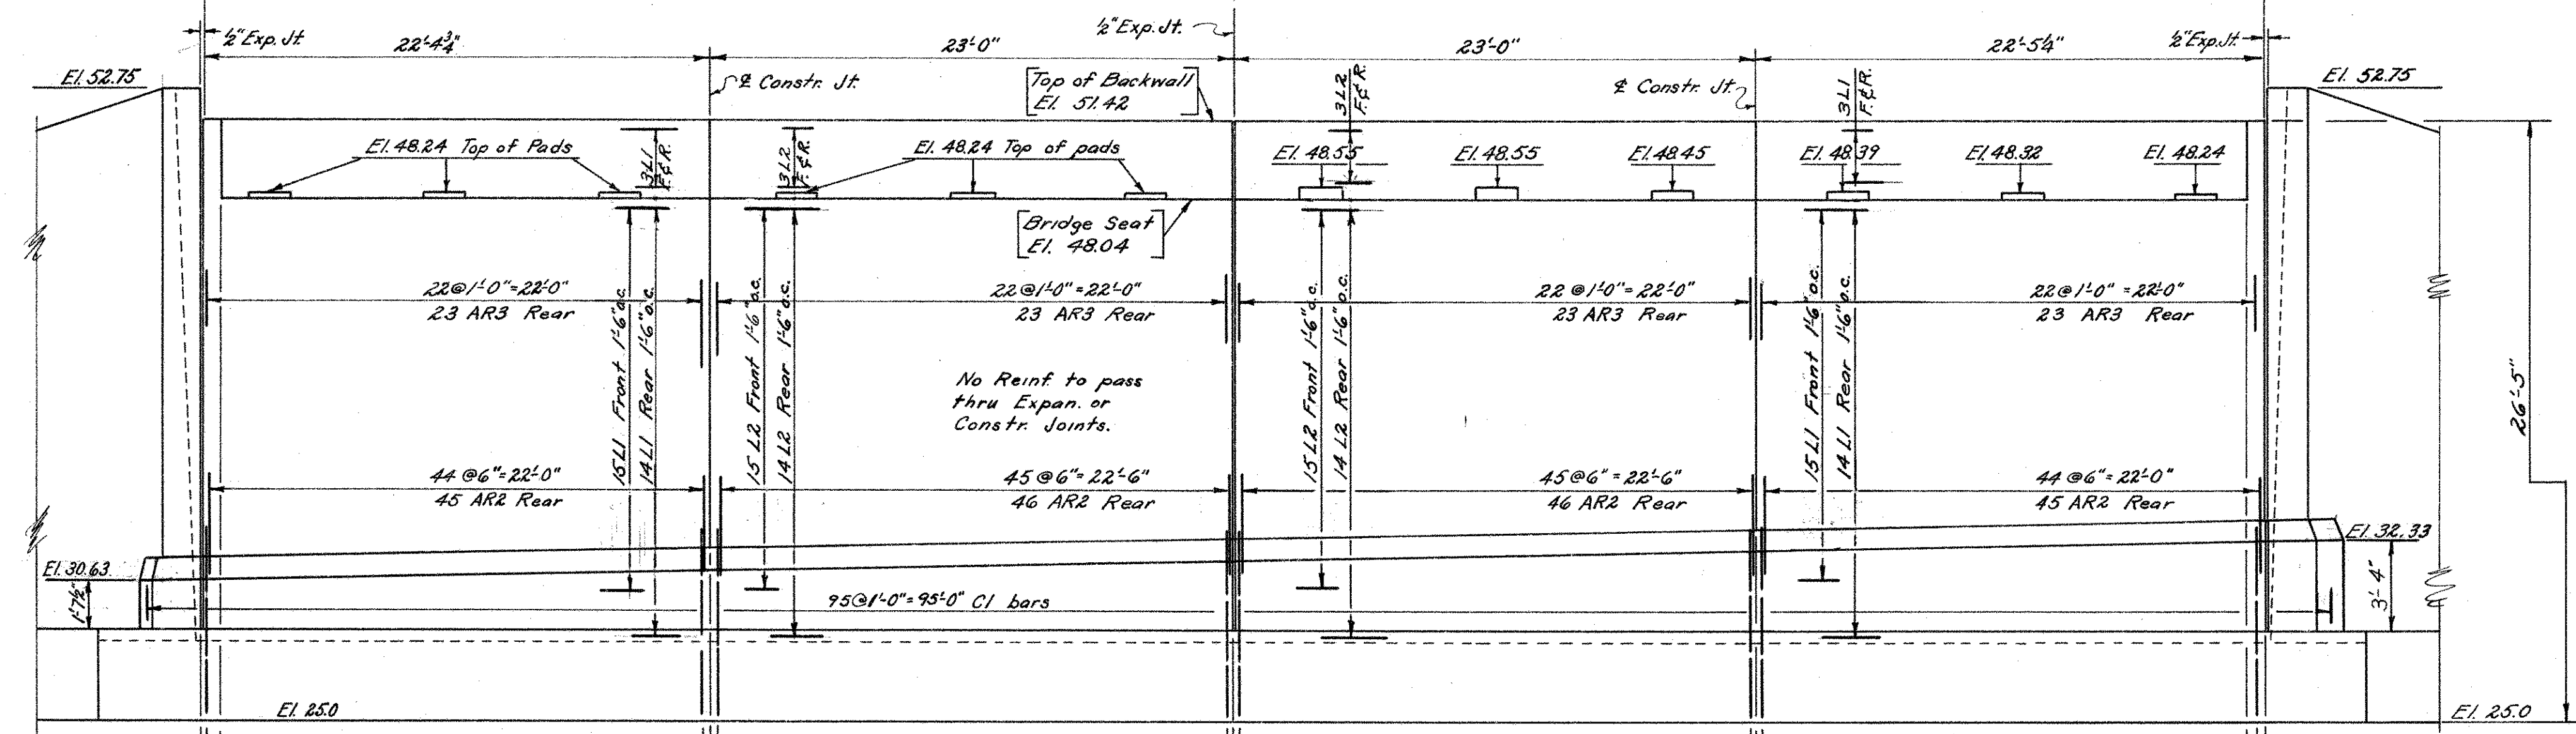 ½" Exp. Jt.
22'-4¾"
23'-0"
½" Exp. Jt.
23'-0"
22'-5¼"
½" Exp. Jt.
El. 52.75
℄ Constr. Jt.
Top of Backwall
El. 51.42
3 L2
F.&R.
℄ Constr. Jt.
3 L1
F.&R.
El. 52.75
El. 48.24 Top of Pads
3 L1
F.&R.
3 L2
F.&R.
El. 48.24 Top of pads
El. 48.55
El. 48.55
El. 48.45
El. 48.39
El. 48.32
El. 48.24
Bridge Seat
El. 48.04
22@1'-0"=22'-0"
23 AR3 Rear
15 L1 Front 1'-6" o.c.
14 L1 Rear 1'-6" o.c.
15 L2 Front 1'-6" o.c.
14 L2 Rear 1'-6" o.c.
22@1'-0"=22'-0"
23 AR3 Rear
15 L2 Front 1'-6" o.c.
14 L2 Rear 1'-6" o.c.
22 @1'-0"=22'-0"
23 AR3 Rear
15 L1 Front 1'-6" o.c.
14 L1 Rear 1'-6" o.c.
22@1'-0"=22'-0"
23 AR3 Rear
No Reinf. to pass
thru Expan. or
Constr. Joints.
26'-5"
44 @6"=22'-0"
45 AR2 Rear
45 @6"=22'-6"
46 AR2 Rear
45 @6"=22'-6"
46 AR2 Rear
44 @6"=22'-0"
45 AR2 Rear
El. 30.63
1'-7½"
95@1'-0"=95'-0" C1 bars
El. 32.33
3'-4"
El. 25.0
El. 25.0